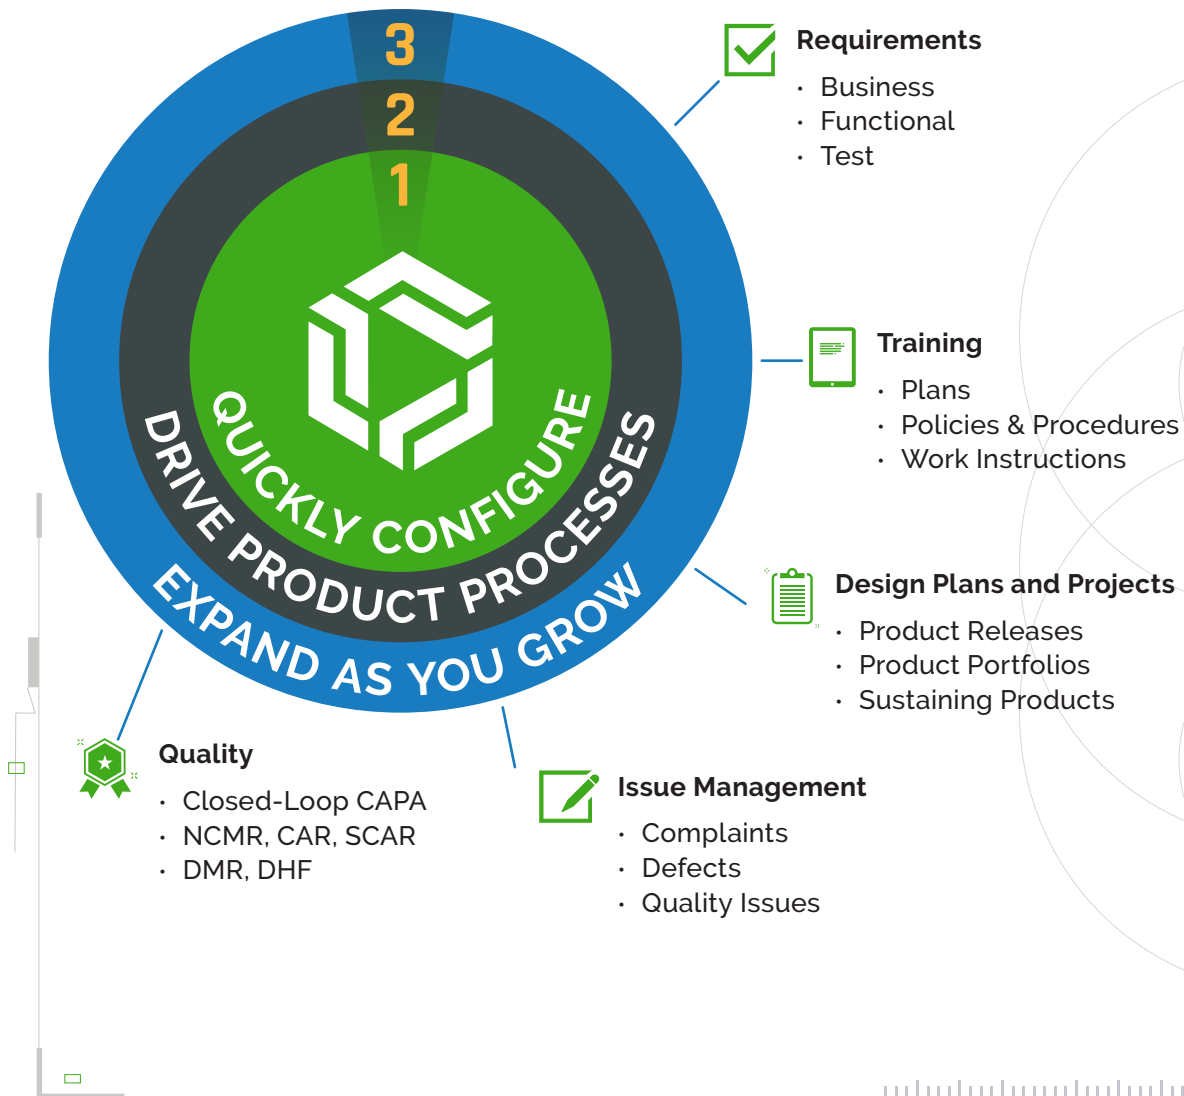 3
2
1
QUICKLY CONFIGURE
DRIVE PRODUCT PROCESSES
EXPAND AS YOU GROW
Requirements
• Business
• Functional
• Test
Training
• Plans
• Policies & Procedures
• Work Instructions
Design Plans and Projects
• Product Releases
• Product Portfolios
• Sustaining Products
Issue Management
• Complaints
• Defects
• Quality Issues
Quality
• Closed-Loop CAPA
• NCMR, CAR, SCAR
• DMR, DHF